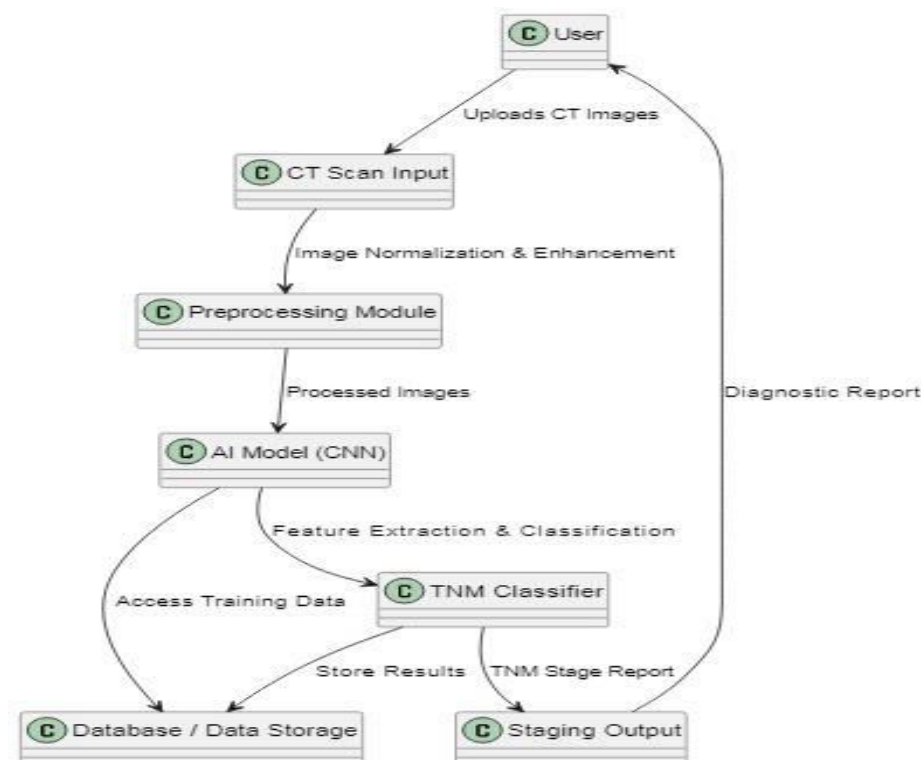 C User
Uploads CT Images
C CT Scan Input
Image Normalization & Enhancement
C Preprocessing Module
Processed Images
Diagnostic Report
C AI Model (CNN)
Feature Extraction & Classification
C TNM Classifier
Access Training Data
Store Results
TNM Stage Report
C Database / Data Storage
C Staging Output